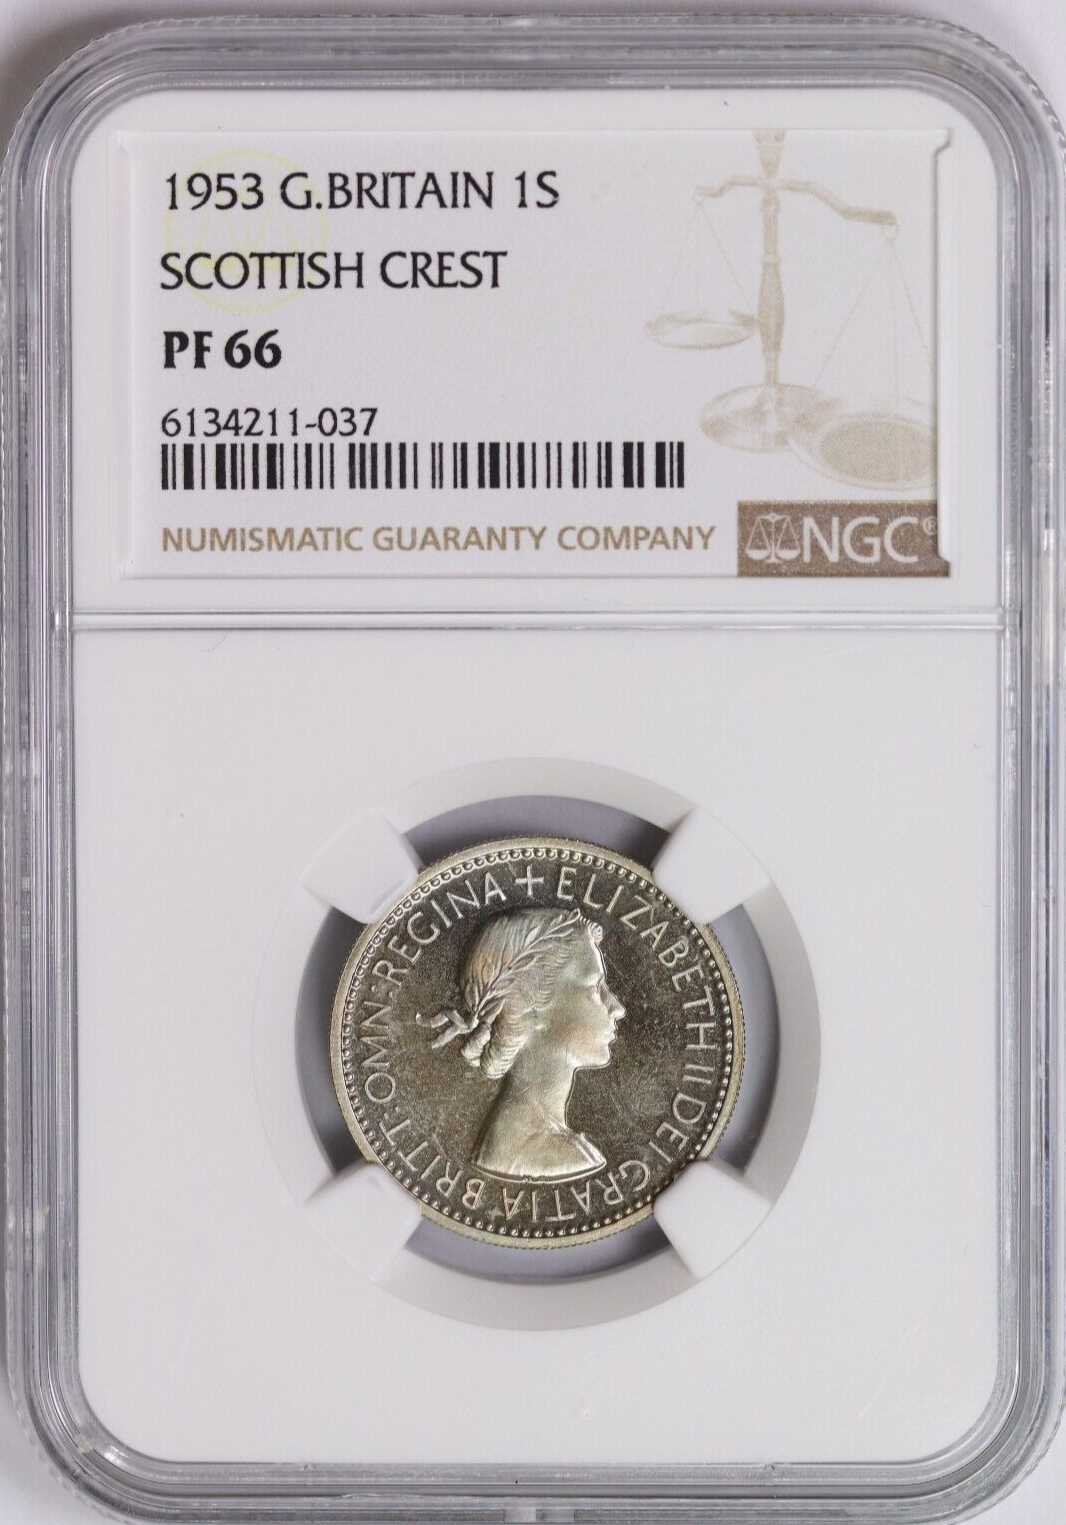 1953 G.BRITAIN 1S
SCOTTISH CREST
PF 66
6134211-037
NUMISMATIC GUARANTY COMPANY
NGC®
+ ELIZABETH II DEI GRATIA BRITT: OMN: REGINA